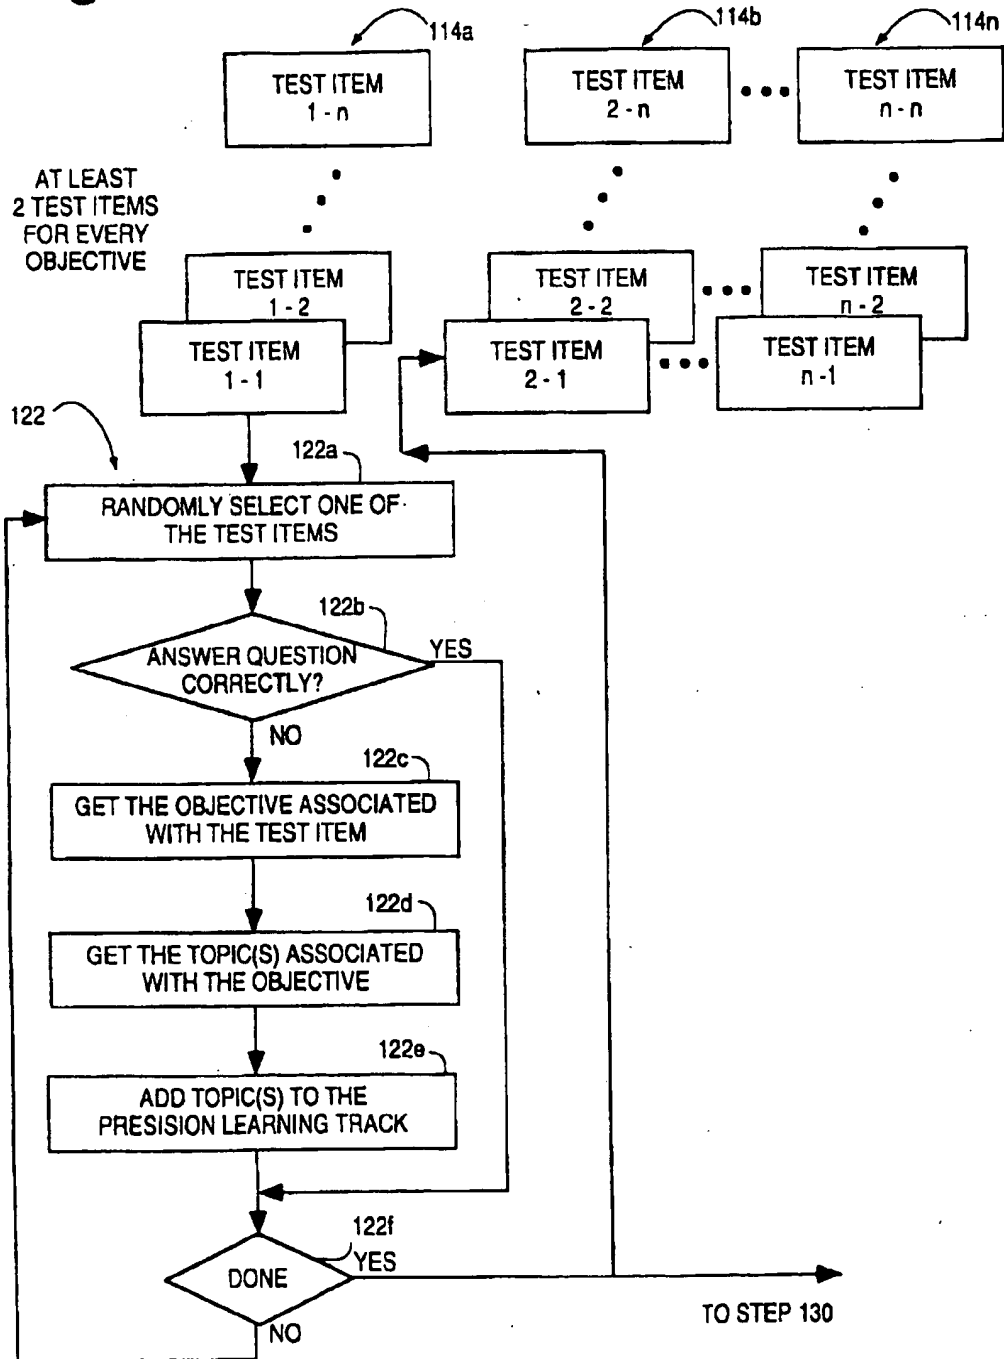 114a
114b
114n
TEST ITEM
1 - n
TEST ITEM
2 - n
TEST ITEM
n - n
AT LEAST
2 TEST ITEMS
FOR EVERY
OBJECTIVE
TEST ITEM
1 - 2
TEST ITEM
2 - 2
TEST ITEM
n - 2
TEST ITEM
1 - 1
TEST ITEM
2 - 1
TEST ITEM
n - 1
122
122a
RANDOMLY SELECT ONE OF
THE TEST ITEMS
122b
ANSWER QUESTION
CORRECTLY?
YES
NO
122c
GET THE OBJECTIVE ASSOCIATED
WITH THE TEST ITEM
122d
GET THE TOPIC(S) ASSOCIATED
WITH THE OBJECTIVE
122e
ADD TOPIC(S) TO THE
PRESISION LEARNING TRACK
122f
DONE
YES
NO
TO STEP 130